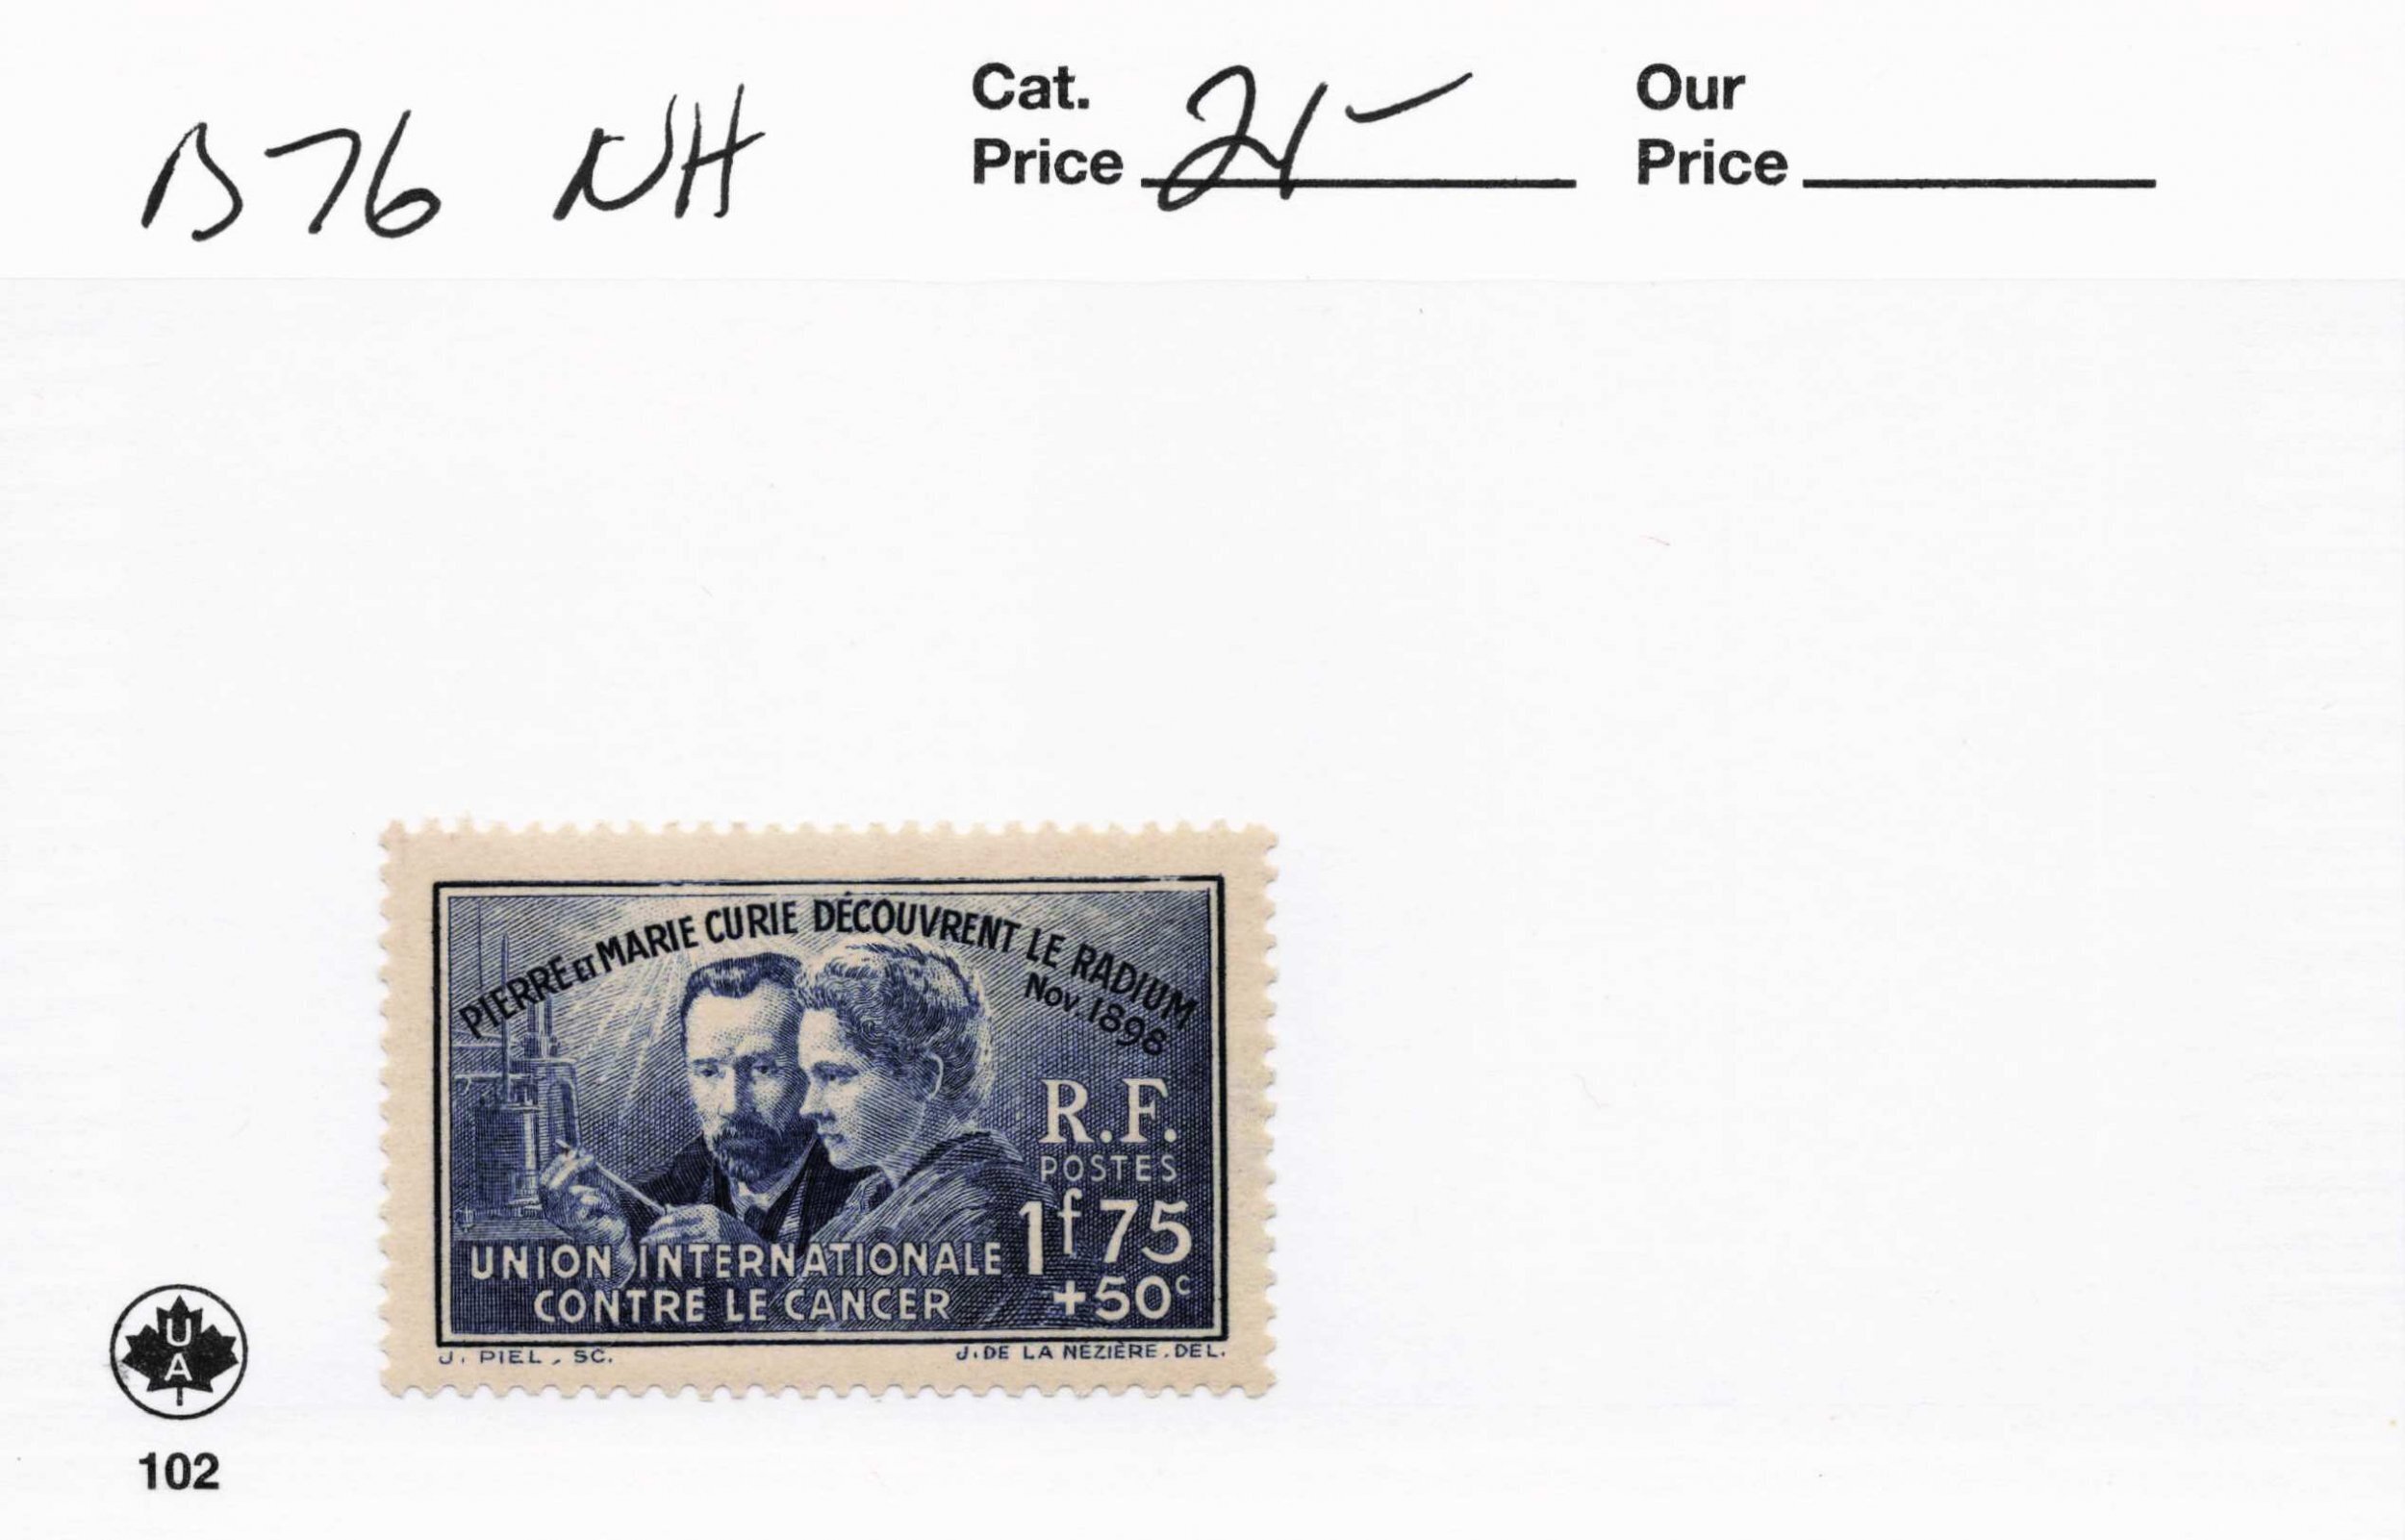 B76 NH
Cat.
Price 21-
Our
Price
PIERRE ET MARIE CURIE DÉCOUVRENT LE RADIUM
Nov. 1898
R.F.
POSTES
1f75
+50c
UNION INTERNATIONALE
CONTRE LE CANCER
J. PIEL, SC.
J. DE LA NÉZIÈRE. DEL.
U
A
102